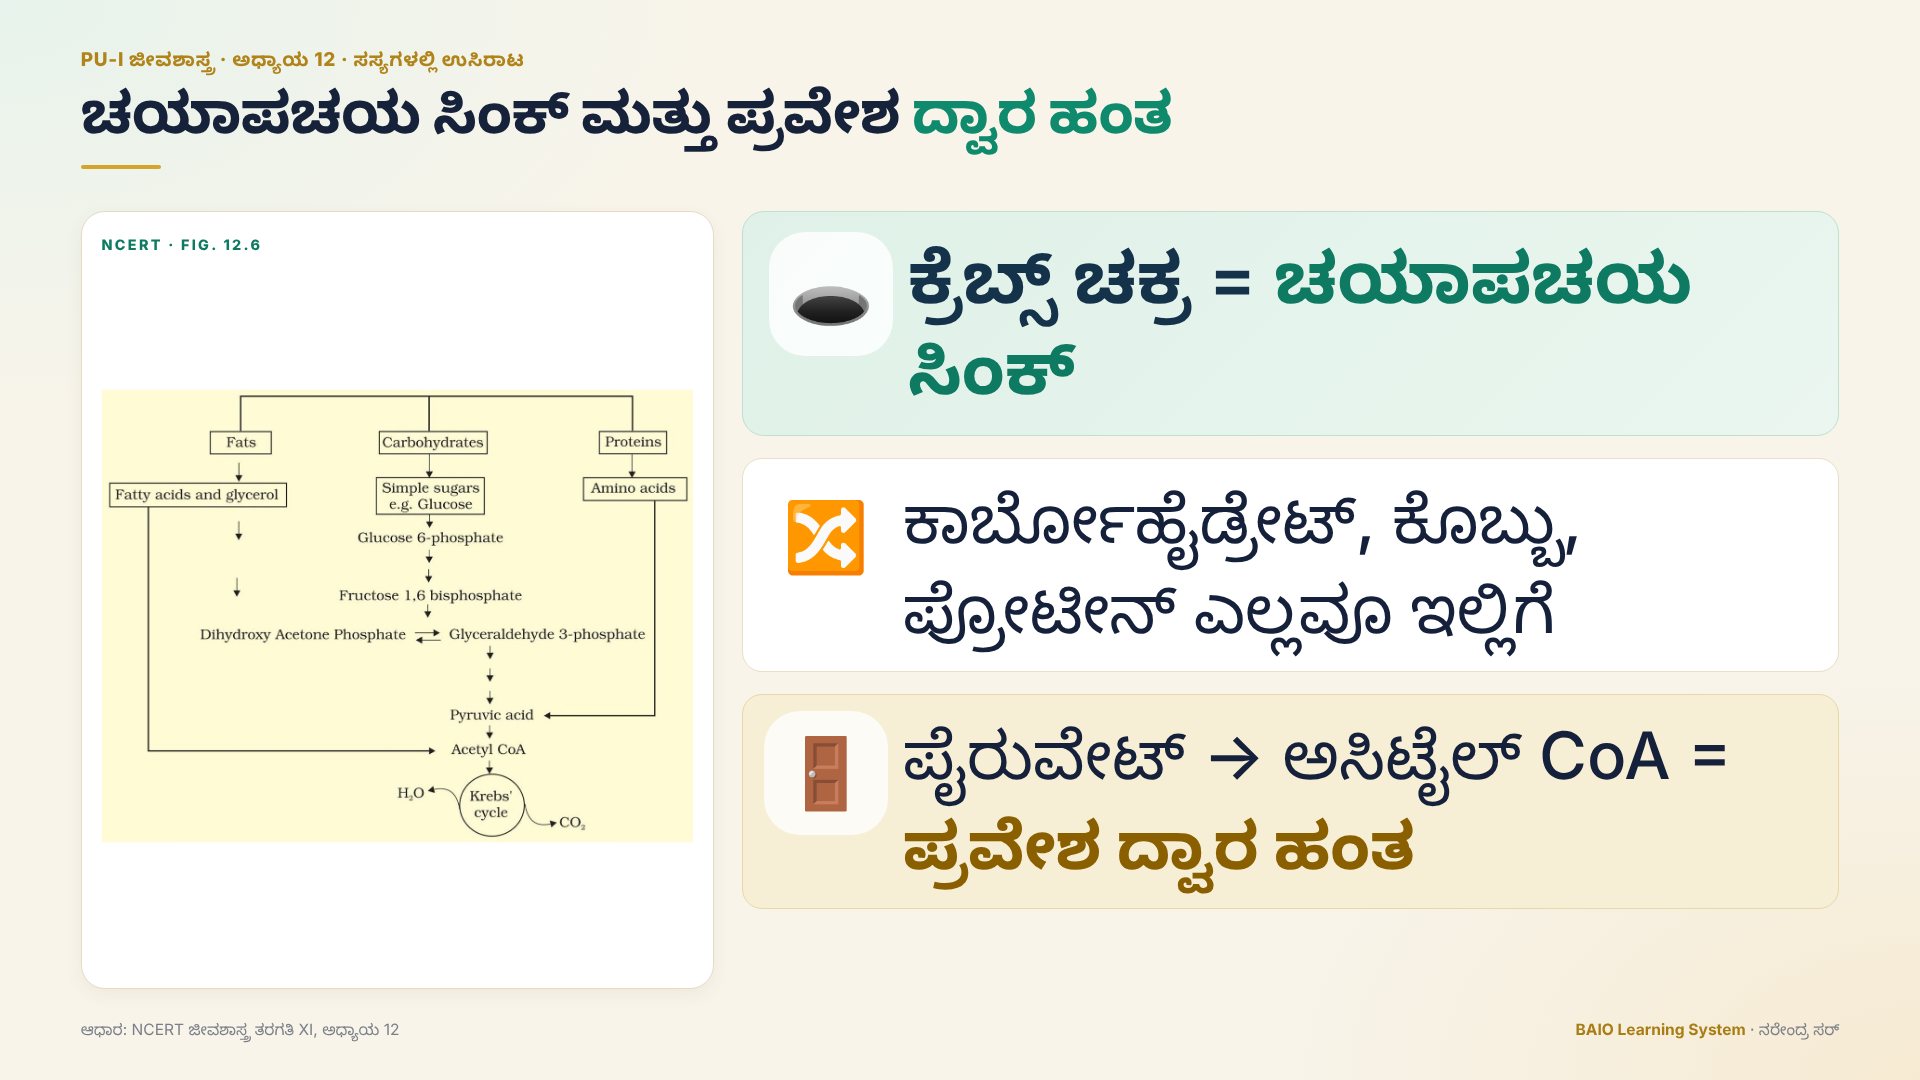 PU-I ಜೀವಶಾಸ್ತ್ರ · ಅಧ್ಯಾಯ 12 · ಸಸ್ಯಗಳಲ್ಲಿ ಉಸಿರಾಟ
ಚಯಾಪಚಯ ಸಿಂಕ್ ಮತ್ತು ಪ್ರವೇಶ ದ್ವಾರ ಹಂತ
NCERT · FIG. 12.6
Fats
Carbohydrates
Proteins
Fatty acids and glycerol
Simple sugars
e.g. Glucose
Amino acids
Glucose 6-phosphate
Fructose 1,6 bisphosphate
Dihydroxy Acetone Phosphate
Glyceraldehyde 3-phosphate
Pyruvic acid
Acetyl CoA
H₂O
Krebs'
cycle
CO₂
ಕ್ರೆಬ್ಸ್ ಚಕ್ರ = ಚಯಾಪಚಯ
ಸಿಂಕ್
ಕಾರ್ಬೋಹೈಡ್ರೇಟ್, ಕೊಬ್ಬು,
ಪ್ರೋಟೀನ್ ಎಲ್ಲವೂ ಇಲ್ಲಿಗೆ
ಪೈರುವೇಟ್ → ಅಸಿಟೈಲ್ CoA =
ಪ್ರವೇಶ ದ್ವಾರ ಹಂತ
ಆಧಾರ: NCERT ಜೀವಶಾಸ್ತ್ರ ತರಗತಿ XI, ಅಧ್ಯಾಯ 12
BAIO Learning System · ನರೇಂದ್ರ ಸರ್